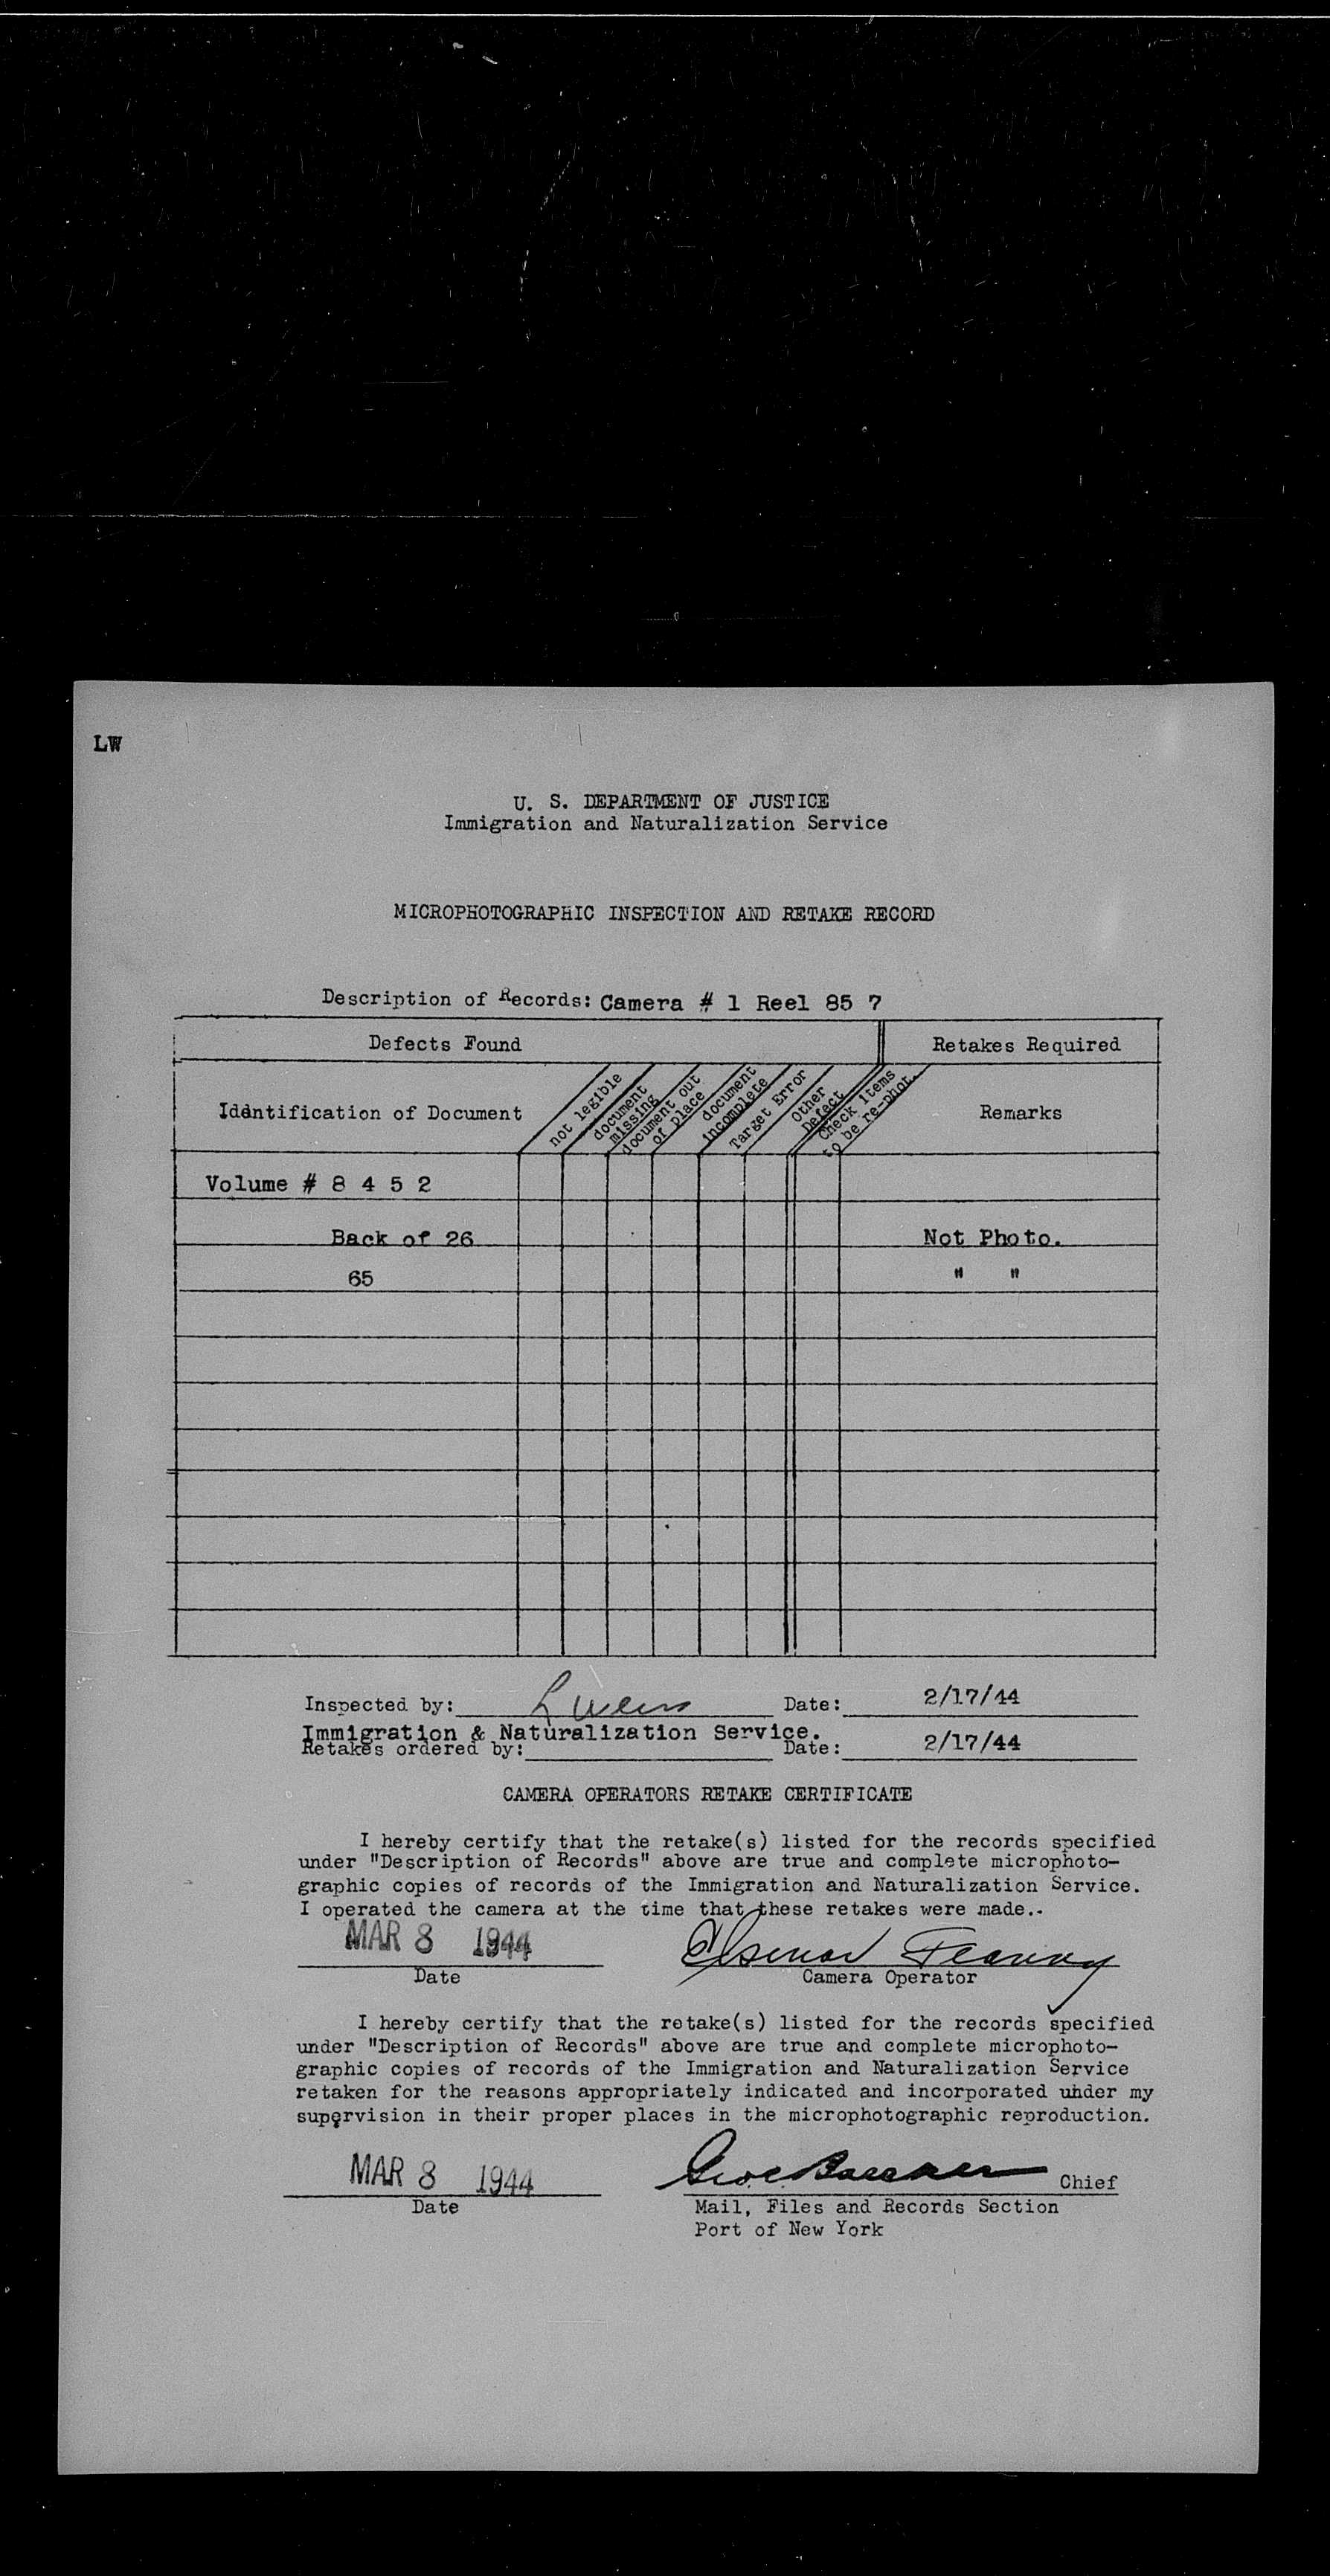 LW
U. S. DEPARTMENT OF JUSTICE
Immigration and Naturalization Service
MICROPHOTOGRAPHIC INSPECTION AND RETAKE RECORD
Description of Records: Camera # 1 Reel 85 7
Defects Found Retakes Required
Idantification of Document
not legible
document missing
document out of place
document incomplete
Target Error
Other Defect
Check items to be re-phot.
Remarks
Volume # 8 4 5 2
Back of 26 Not Photo.
65 " "
Inspected by: L Weiss Date: 2/17/44
Immigration & Naturalization Service.
Retakes ordered by: Date: 2/17/44
CAMERA OPERATORS RETAKE CERTIFICATE
I hereby certify that the retake(s) listed for the records specified
under "Description of Records" above are true and complete microphoto-
graphic copies of records of the Immigration and Naturalization Service.
I operated the camera at the time that these retakes were made..
MAR 8 1944
Date Camera Operator
I hereby certify that the retake(s) listed for the records specified
under "Description of Records" above are true and complete microphoto-
graphic copies of records of the Immigration and Naturalization Service
retaken for the reasons appropriately indicated and incorporated under my
supervision in their proper places in the microphotographic reproduction.
MAR 8 1944 Chief
Date Mail, Files and Records Section
Port of New York